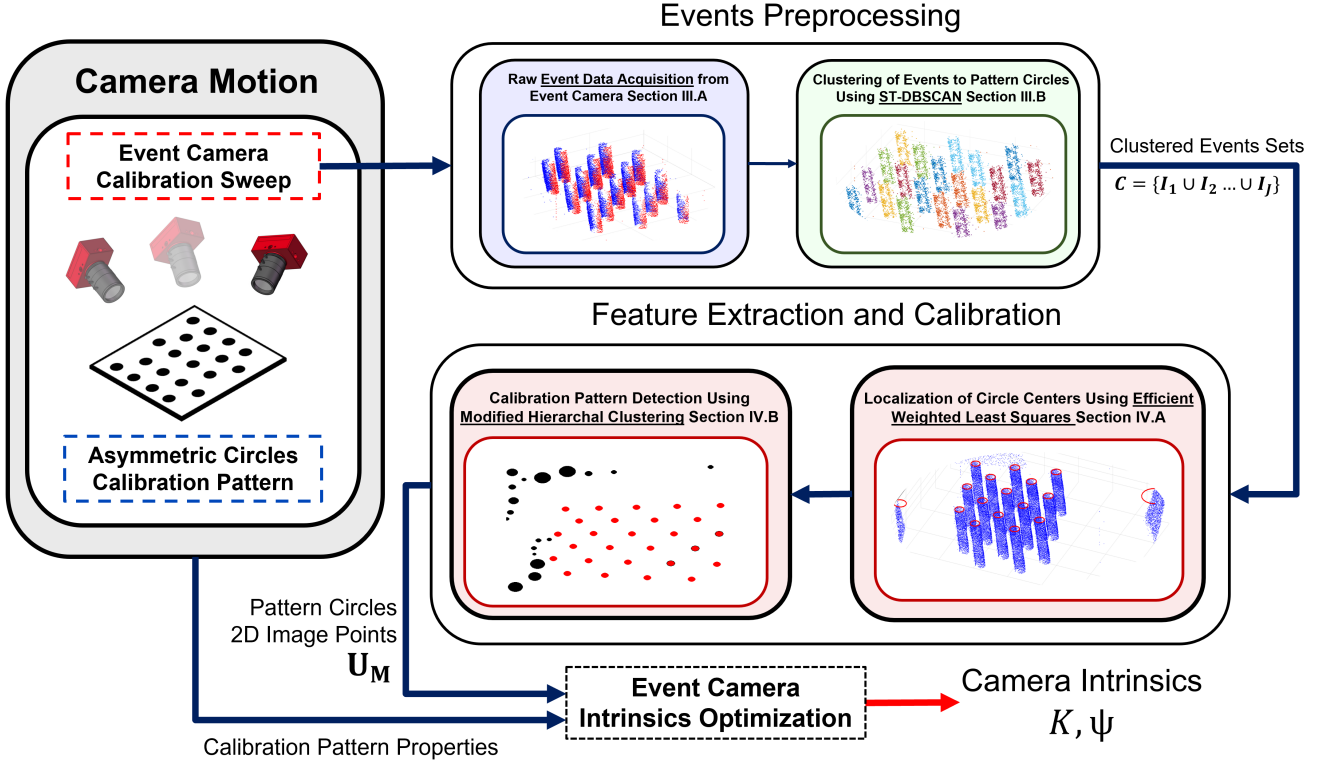 Events Preprocessing
Camera Motion
Event Camera
Calibration Sweep
Asymmetric Circles
Calibration Pattern
Raw Event Data Acquisition from
Event Camera Section III.A
Clustering of Events to Pattern Circles
Using ST-DBSCAN Section III.B
Clustered Events Sets
C = {I₁ ∪ I₂ ... ∪ I_J}
Feature Extraction and Calibration
Calibration Pattern Detection Using
Modified Hierarchal Clustering Section IV.B
Localization of Circle Centers Using Efficient
Weighted Least Squares Section IV.A
Pattern Circles
2D Image Points
U_M
Event Camera
Intrinsics Optimization
Camera Intrinsics
K, ψ
Calibration Pattern Properties